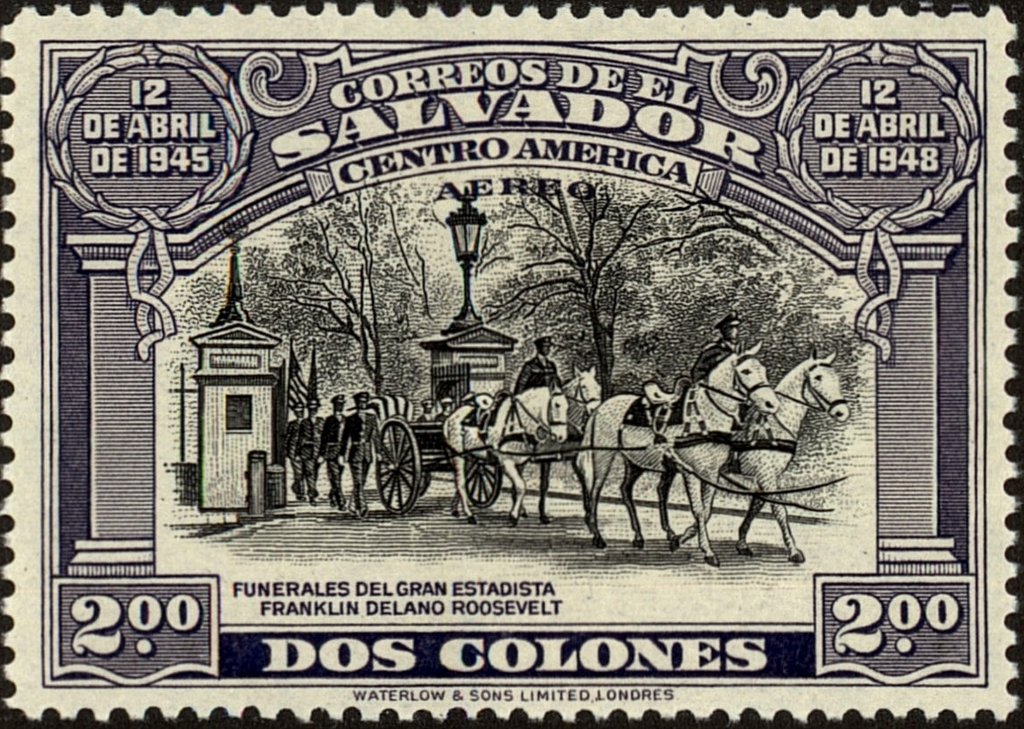 12
DE ABRIL
DE 1945
CORREOS DE EL
SALVADOR
CENTRO AMERICA
AEREO
12
DE ABRIL
DE 1948
FUNERALES DEL GRAN ESTADISTA
FRANKLIN DELANO ROOSEVELT
2.00
DOS COLONES
2.00
WATERLOW & SONS LIMITED, LONDRES